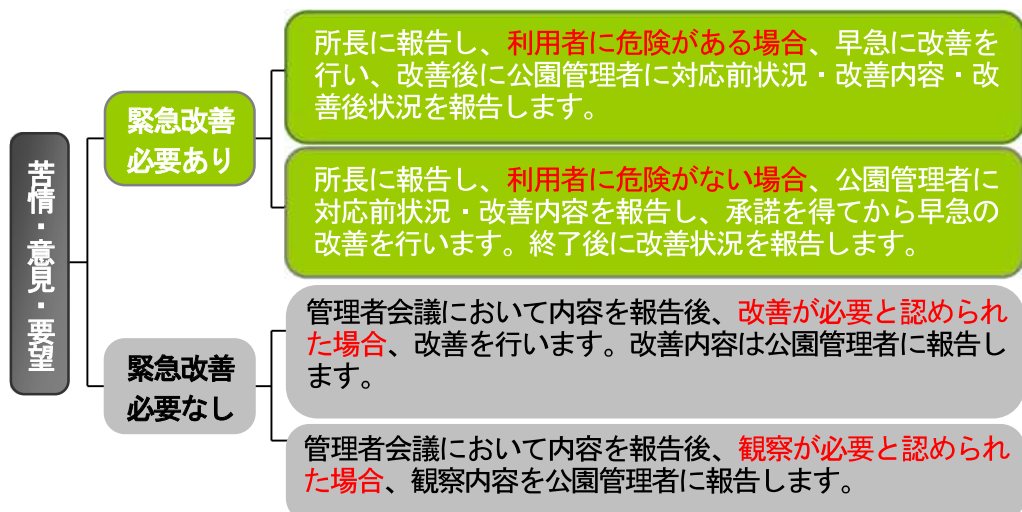 苦情・意見・要望
緊急改善
必要あり
所長に報告し、利用者に危険がある場合、早急に改善を
行い、改善後に公園管理者に対応前状況・改善内容・改
善後状況を報告します。
所長に報告し、利用者に危険がない場合、公園管理者に
対応前状況・改善内容を報告し、承諾を得てから早急の
改善を行います。終了後に改善状況を報告します。
緊急改善
必要なし
管理者会議において内容を報告後、改善が必要と認められ
た場合、改善を行います。改善内容は公園管理者に報告し
ます。
管理者会議において内容を報告後、観察が必要と認められ
た場合、観察内容を公園管理者に報告します。